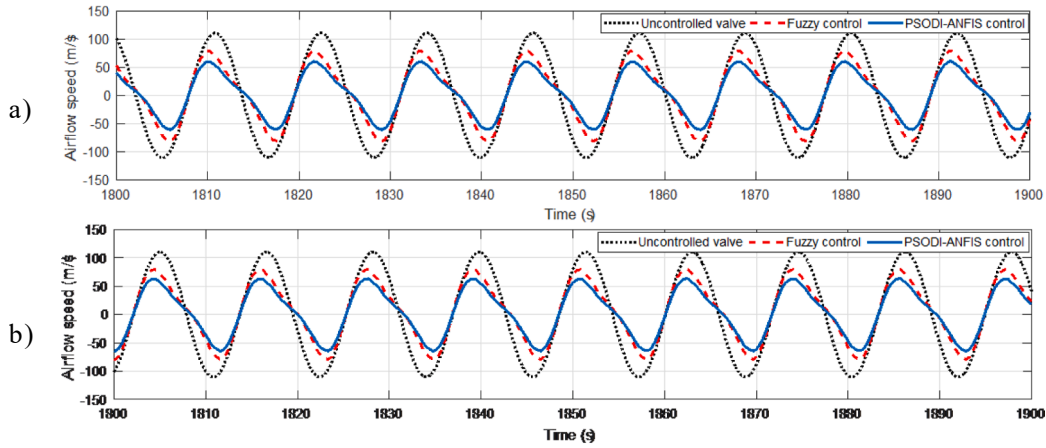 Uncontrolled valve Fuzzy control PSODI-ANFIS control
150
100
50
0
-50
-100
-150
Airflow speed (m/s)
a)
1800 1810 1820 1830 1840 1850 1860 1870 1880 1890 1900
Time (s)
Uncontrolled valve Fuzzy control PSODI-ANFIS control
150
100
50
0
-50
-100
-150
Airflow speed (m/s)
b)
1800 1810 1820 1830 1840 1850 1860 1870 1880 1890 1900
Time (s)